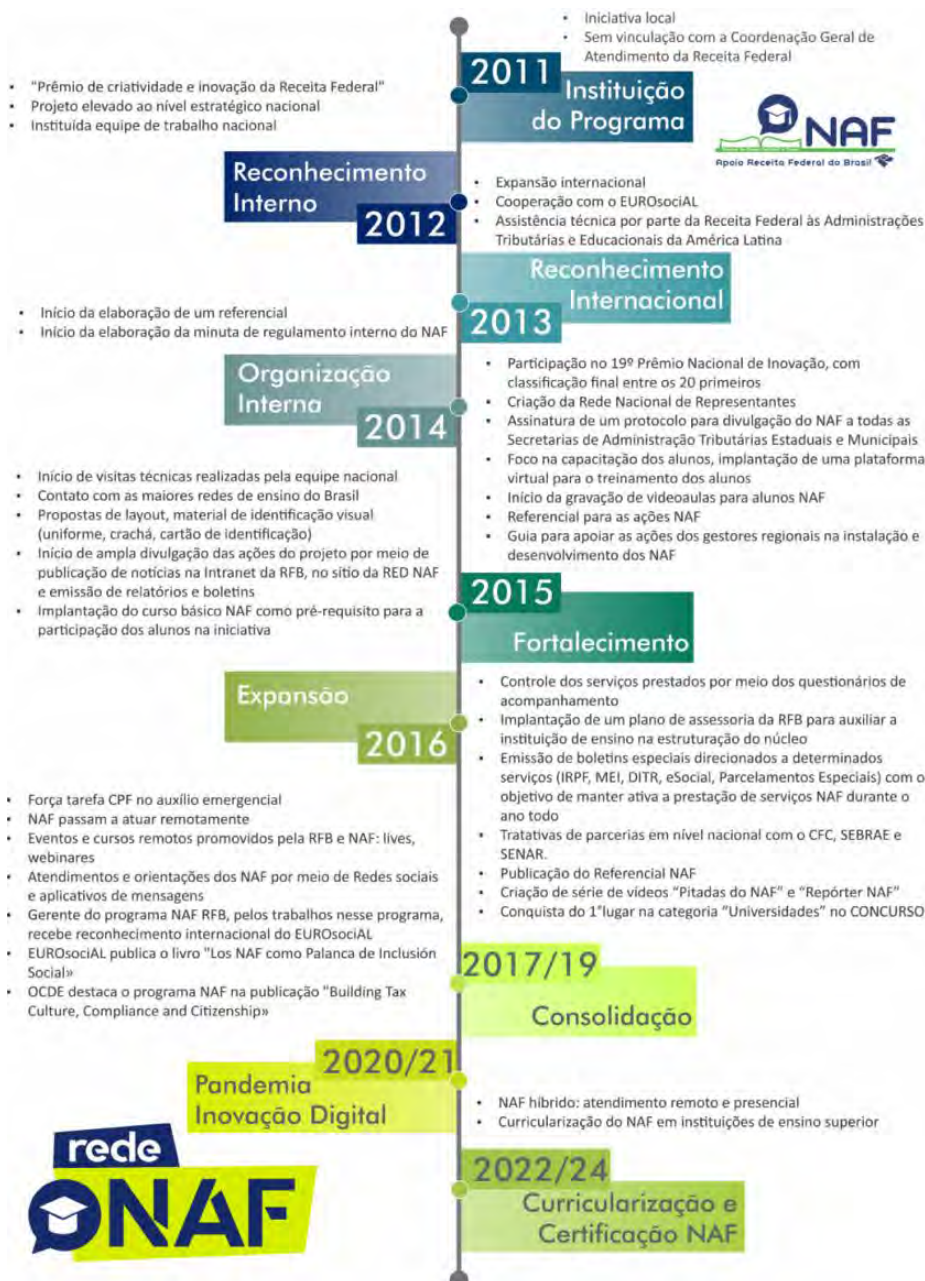 Iniciativa local
Sem vinculação com a Coordenação Geral de
Atendimento da Receita Federal
2011
Instituição
do Programa
NAF
Apoio Receita Federal do Brasil
"Prêmio de criatividade e inovação da Receita Federal"
Projeto elevado ao nível estratégico nacional
Instituída equipe de trabalho nacional
Reconhecimento
Interno
2012
Expansão internacional
Cooperação com o EUROsociAL
Assistência técnica por parte da Receita Federal às Administrações
Tributárias e Educacionais da América Latina
Reconhecimento
Internacional
2013
Início da elaboração de um referencial
Início da elaboração da minuta de regulamento interno do NAF
Organização
Interna
2014
Participação no 19º Prêmio Nacional de Inovação, com
classificação final entre os 20 primeiros
Criação da Rede Nacional de Representantes
Assinatura de um protocolo para divulgação do NAF a todas as
Secretarias de Administração Tributárias Estaduais e Municipais
Foco na capacitação dos alunos, implantação de uma plataforma
virtual para o treinamento dos alunos
Início da gravação de videoaulas para alunos NAF
Referencial para as ações NAF
Guia para apoiar as ações dos gestores regionais na instalação e
desenvolvimento dos NAF
2015
Fortalecimento
Início de visitas técnicas realizadas pela equipe nacional
Contato com as maiores redes de ensino do Brasil
Propostas de layout, material de identificação visual
(uniforme, crachá, cartão de identificação)
Início de ampla divulgação das ações do projeto por meio de
publicação de notícias na Intranet da RFB, no sítio da RED NAF
e emissão de relatórios e boletins
Implantação do curso básico NAF como pré-requisito para a
participação dos alunos na iniciativa
Expansão
2016
Controle dos serviços prestados por meio dos questionários de
acompanhamento
Implantação de um plano de assessoria da RFB para auxiliar a
instituição de ensino na estruturação do núcleo
Emissão de boletins especiais direcionados a determinados
serviços (IRPF, MEI, DITR, eSocial, Parcelamentos Especiais) com o
objetivo de manter ativa a prestação de serviços NAF durante o
ano todo
Tratativas de parcerias em nível nacional com o CFC, SEBRAE e
SENAR.
Publicação do Referencial NAF
Criação de série de vídeos “Pitadas do NAF” e “Repórter NAF”
Conquista do 1°lugar na categoria “Universidades” no CONCURSO
2017/19
Consolidação
Força tarefa CPF no auxílio emergencial
NAF passam a atuar remotamente
Eventos e cursos remotos promovidos pela RFB e NAF: lives,
webinares
Atendimentos e orientações dos NAF por meio de Redes sociais
e aplicativos de mensagens
Gerente do programa NAF RFB, pelos trabalhos nesse programa,
recebe reconhecimento internacional do EUROsociAL
EUROsociAL publica o livro "Los NAF como Palanca de Inclusión
Social»
OCDE destaca o programa NAF na publicação "Building Tax
Culture, Compliance and Citizenship»
2020/21
Pandemia
Inovação Digital
NAF híbrido: atendimento remoto e presencial
Curricularização do NAF em instituições de ensino superior
2022/24
Curricularização e
Certificação NAF
rede
NAF